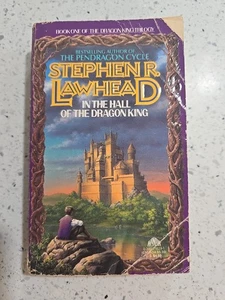 BOOK ONE OF THE DRAGON KING TRILOGY
BESTSELLING AUTHOR OF
THE PENDRAGON CYCLE
STEPHEN R.
LAWHEAD
IN THE HALL
OF THE DRAGON KING